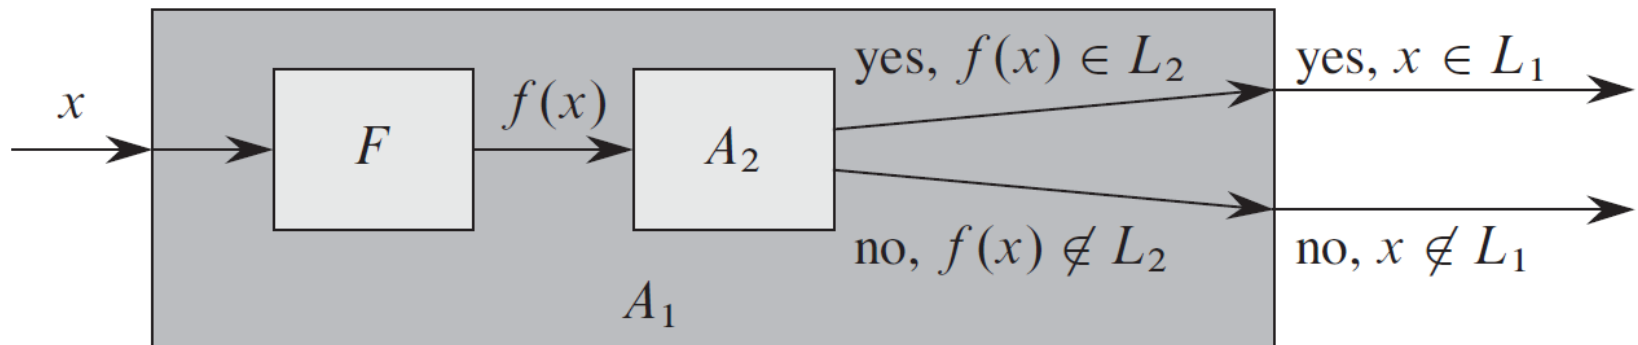 x
F
f(x)
A₂
yes, f(x) ∈ L₂
no, f(x) ∉ L₂
yes, x ∈ L₁
no, x ∉ L₁
A₁